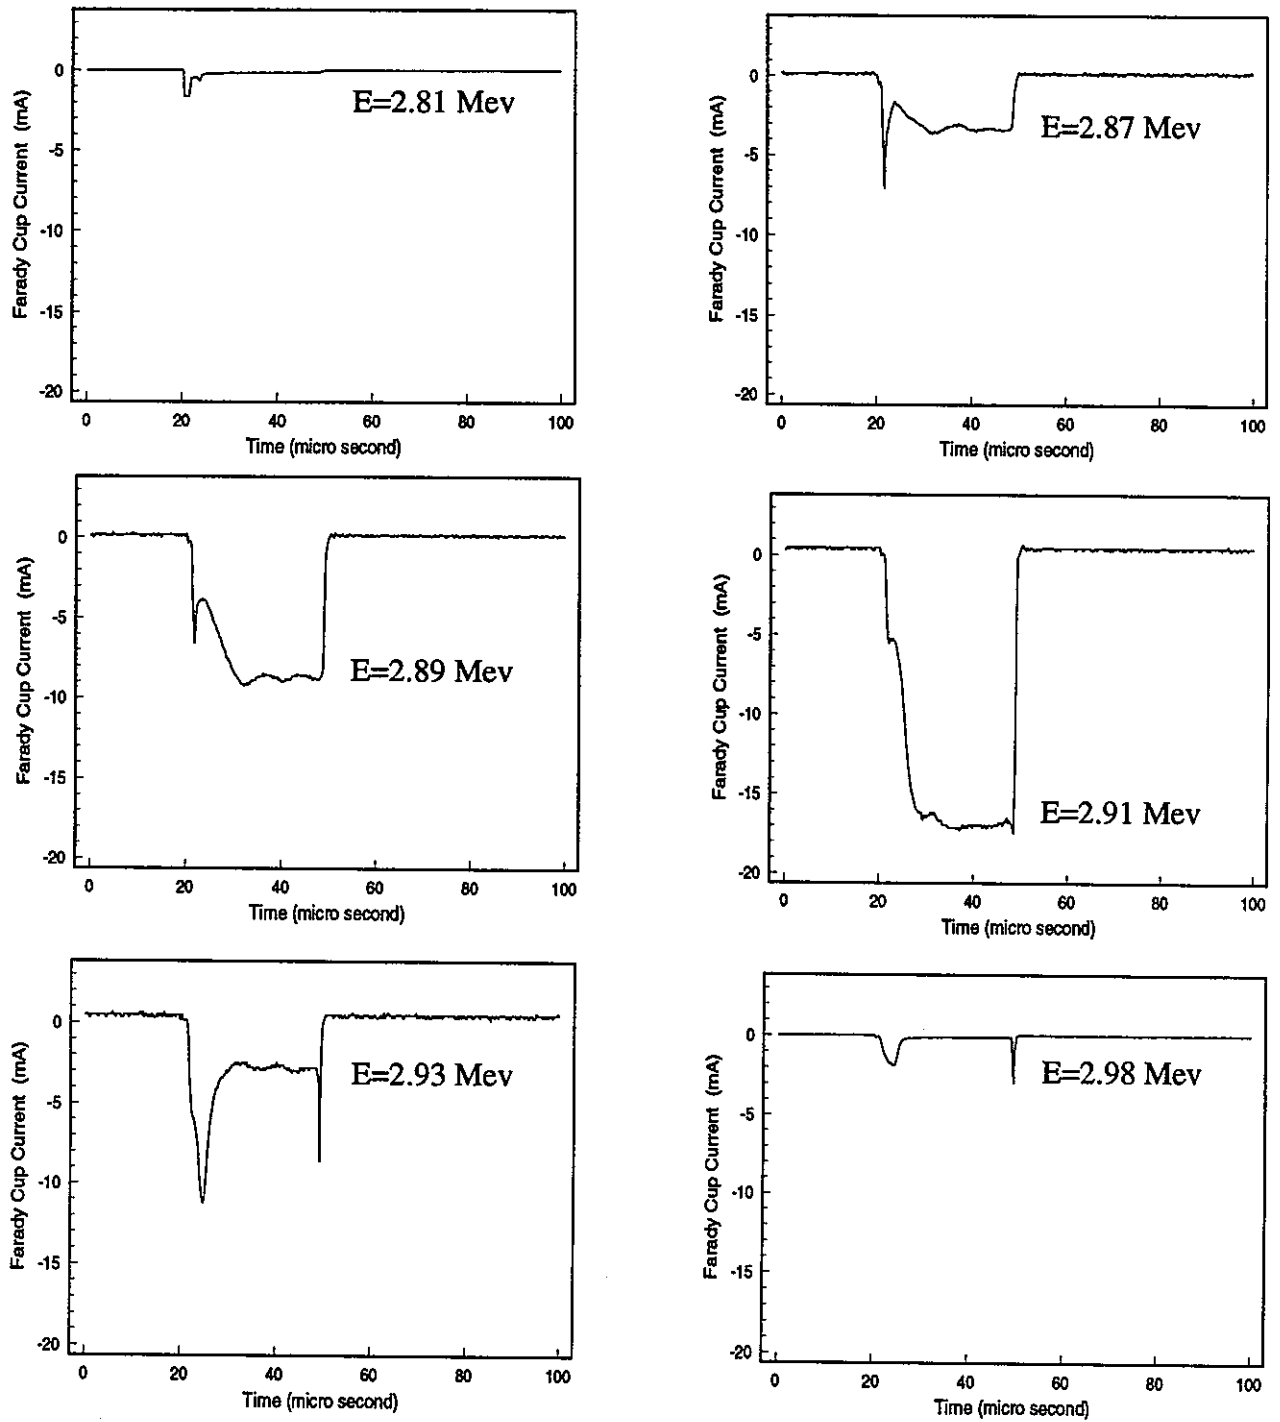 0
-5
-10
-15
-20
Farady Cup Current (mA)
E=2.81 Mev
0 20 40 60 80 100
Time (micro second)
0
-5
-10
-15
-20
Farady Cup Current (mA)
E=2.87 Mev
0 20 40 60 80 100
Time (micro second)
0
-5
-10
-15
-20
Farady Cup Current (mA)
E=2.89 Mev
0 20 40 60 80 100
Time (micro second)
0
-5
-10
-15
-20
Farady Cup Current (mA)
E=2.91 Mev
0 20 40 60 80 100
Time (micro second)
0
-5
-10
-15
-20
Farady Cup Current (mA)
E=2.93 Mev
0 20 40 60 80 100
Time (micro second)
0
-5
-10
-15
-20
Farady Cup Current (mA)
E=2.98 Mev
0 20 40 60 80 100
Time (micro second)